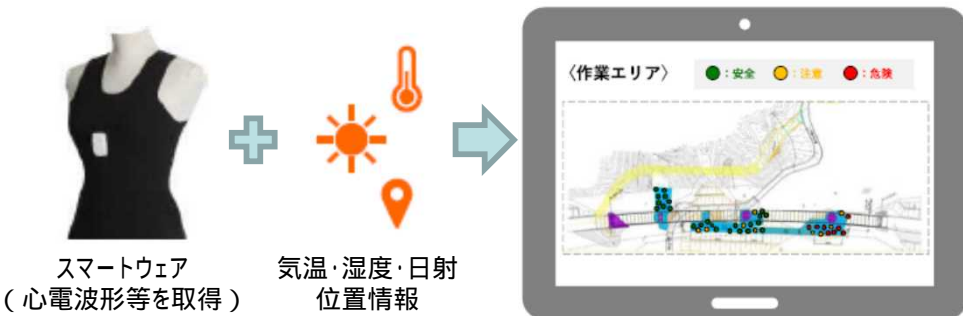 スマートウェア
(心電波形等を取得)
気温·湿度·日射
位置情報
〈作業エリア〉
:安全
:注意
:危険